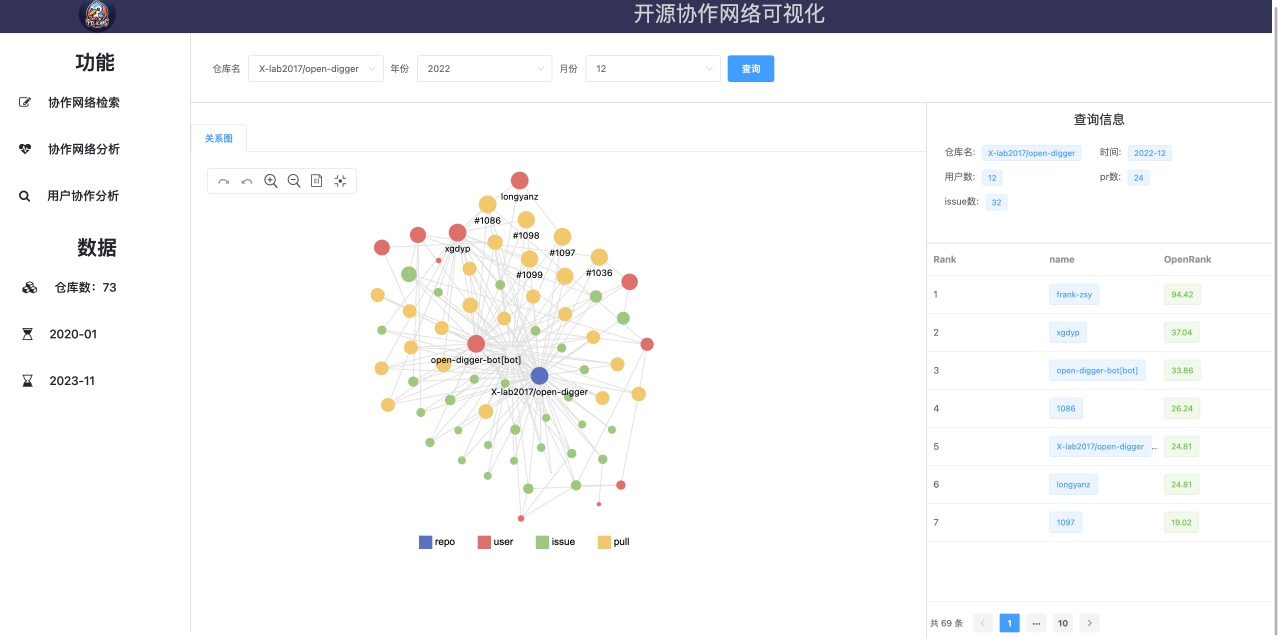 开源协作网络可视化
功能
协作网络检索
协作网络分析
用户协作分析
数据
仓库数：73
2020-01
2023-11
仓库名 X-lab2017/open-digger 年份 2022 月份 12 查询
关系图
longyanz
#1086
#1098
xgdyp
#1097
#1099
#1036
open-digger-bot[bot]
X-lab2017/open-digger
repo user issue pull
查询信息
仓库名: X-lab2017/open-digger 时间: 2022-12
用户数: 12 pr数: 24
issue数: 32
Rank name OpenRank
1 frank-zsy 94.42
2 xgdyp 37.04
3 open-digger-bot[bot] 33.86
4 1086 26.24
5 X-lab2017/open-digger ... 24.81
6 longyanz 24.81
7 1097 19.02
共 69 条 1 ... 10